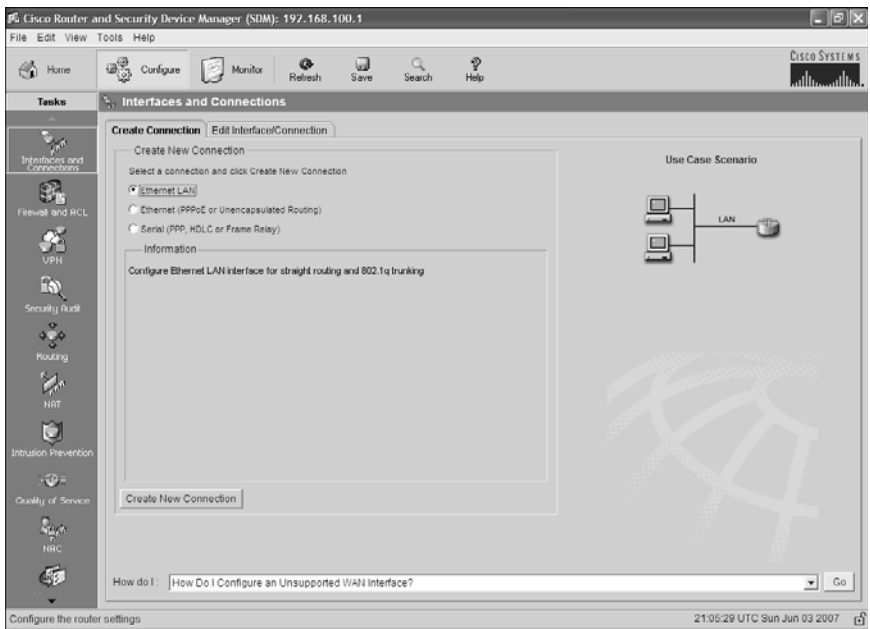 Cisco Router and Security Device Manager (SDM): 192.168.100.1
File Edit View Tools Help
Home Configure Monitor Refresh Save Search Help
CISCO SYSTEMS
Tasks
Interfaces and Connections
Create Connection Edit Interface/Connection
Create New Connection
Select a connection and click Create New Connection
Ethernet LAN
Ethernet (PPPoE or Unencapsulated Routing)
Serial (PPP, HDLC or Frame Relay)
Information
Configure Ethernet LAN interface for straight routing and 802.1q trunking
Create New Connection
Use Case Scenario
LAN
Interfaces and
Connections
Firewall and ACL
VPN
Security Audit
Routing
NAT
Intrusion Prevention
Quality of Service
NAC
How do I: How Do I Configure an Unsupported WAN Interface? Go
Configure the router settings
21:05:29 UTC Sun Jun 03 2007